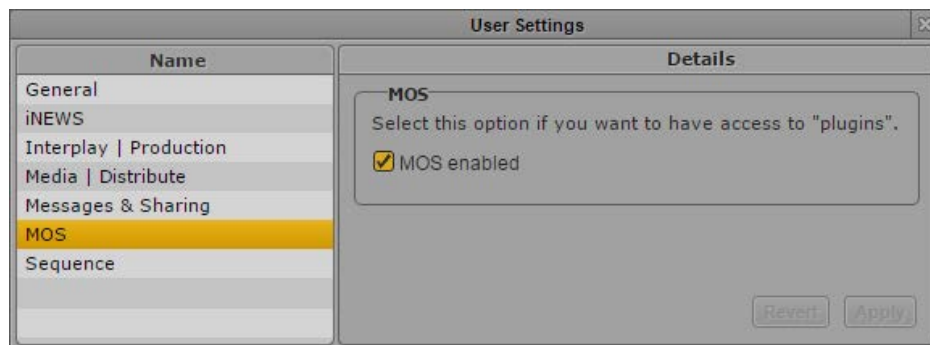 User Settings
Name
Details
General
iNEWS
Interplay | Production
Media | Distribute
Messages & Sharing
MOS
Sequence
MOS
Select this option if you want to have access to "plugins".
MOS enabled
Revert
Apply